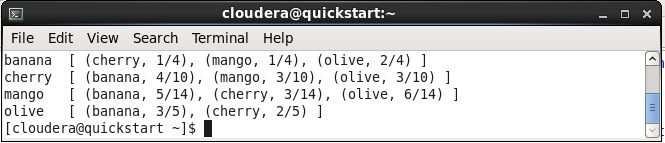 cloudera@quickstart:~
File Edit View Search Terminal Help
banana [ (cherry, 1/4), (mango, 1/4), (olive, 2/4) ]
cherry [ (banana, 4/10), (mango, 3/10), (olive, 3/10) ]
mango [ (banana, 5/14), (cherry, 3/14), (olive, 6/14) ]
olive [ (banana, 3/5), (cherry, 2/5) ]
[cloudera@quickstart ~]$